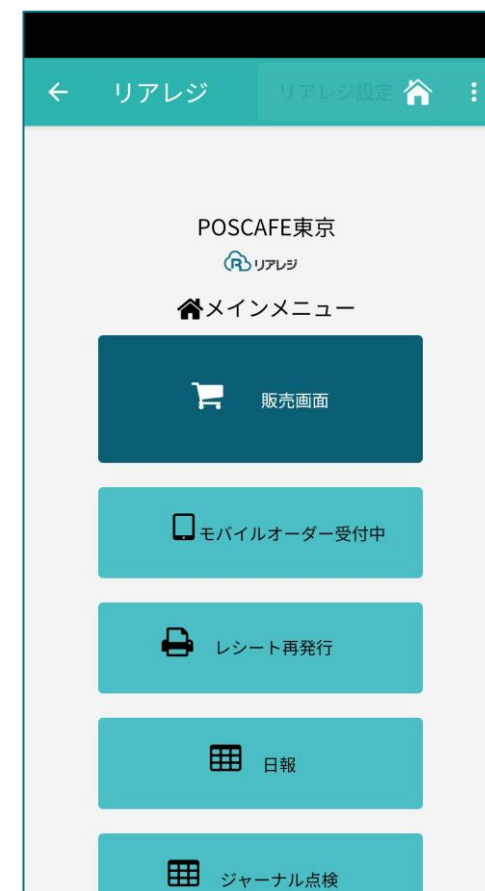 リアレジ リアレジ設定
POSCAFE東京
R リアレジ
メインメニュー
販売画面
モバイルオーダー受付中
レシート再発行
日報
ジャーナル点検